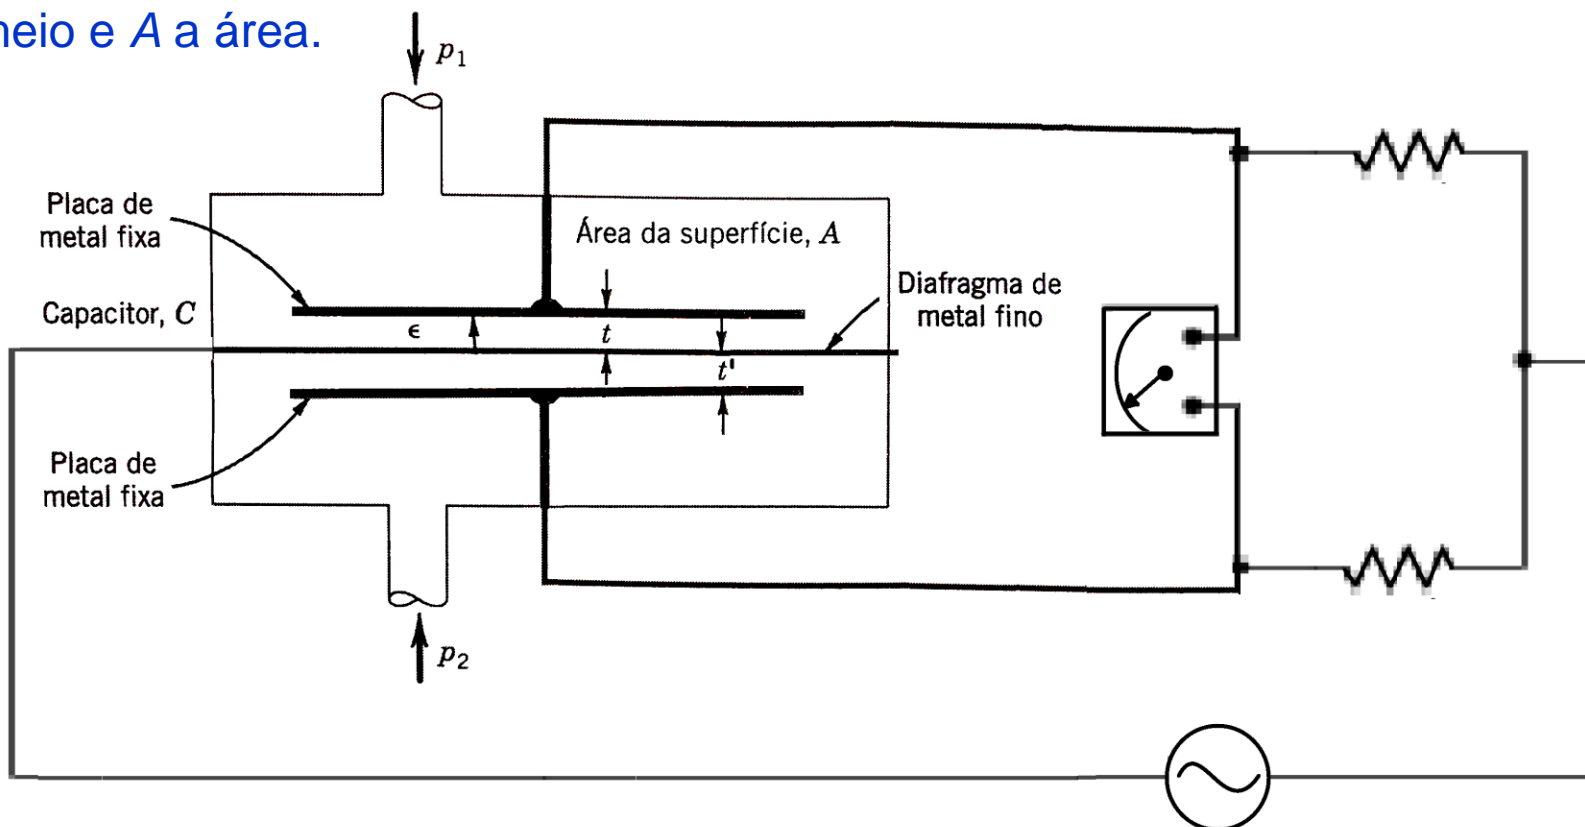 neio e A a área.
p1
Placa de
metal fixa
Área da superfície, A
Capacitor, C
Diafragma de
metal fino
ϵ
t
t'
Placa de
metal fixa
p2